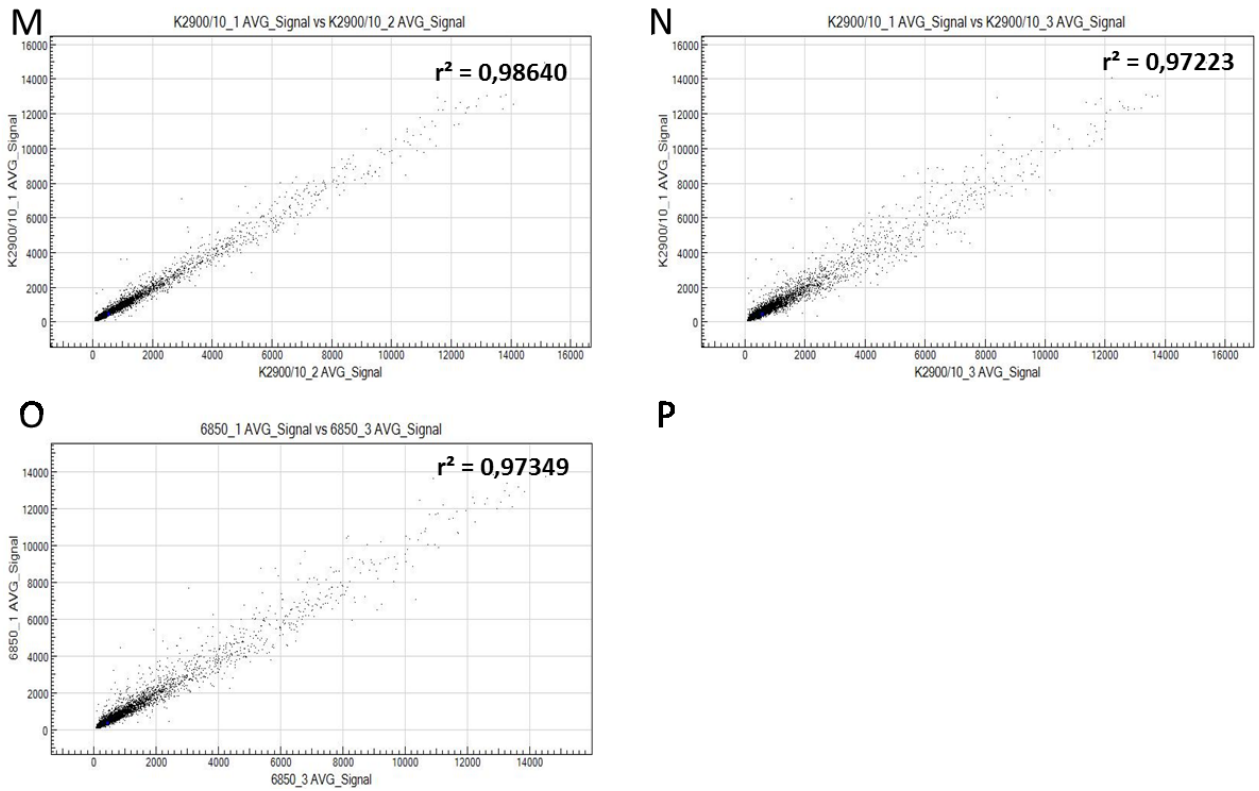 M
K2900/10_1 AVG_Signal vs K2900/10_2 AVG_Signal
r² = 0,98640
16000
14000
12000
10000
8000
6000
4000
2000
0
K2900/10_1 AVG_Signal
0 2000 4000 6000 8000 10000 12000 14000 16000
K2900/10_2 AVG_Signal
N
K2900/10_1 AVG_Signal vs K2900/10_3 AVG_Signal
r² = 0,97223
16000
14000
12000
10000
8000
6000
4000
2000
0
K2900/10_1 AVG_Signal
0 2000 4000 6000 8000 10000 12000 14000 16000
K2900/10_3 AVG_Signal
O
6850_1 AVG_Signal vs 6850_3 AVG_Signal
r² = 0,97349
14000
12000
10000
8000
6000
4000
2000
0
6850_1 AVG_Signal
0 2000 4000 6000 8000 10000 12000 14000
6850_3 AVG_Signal
P